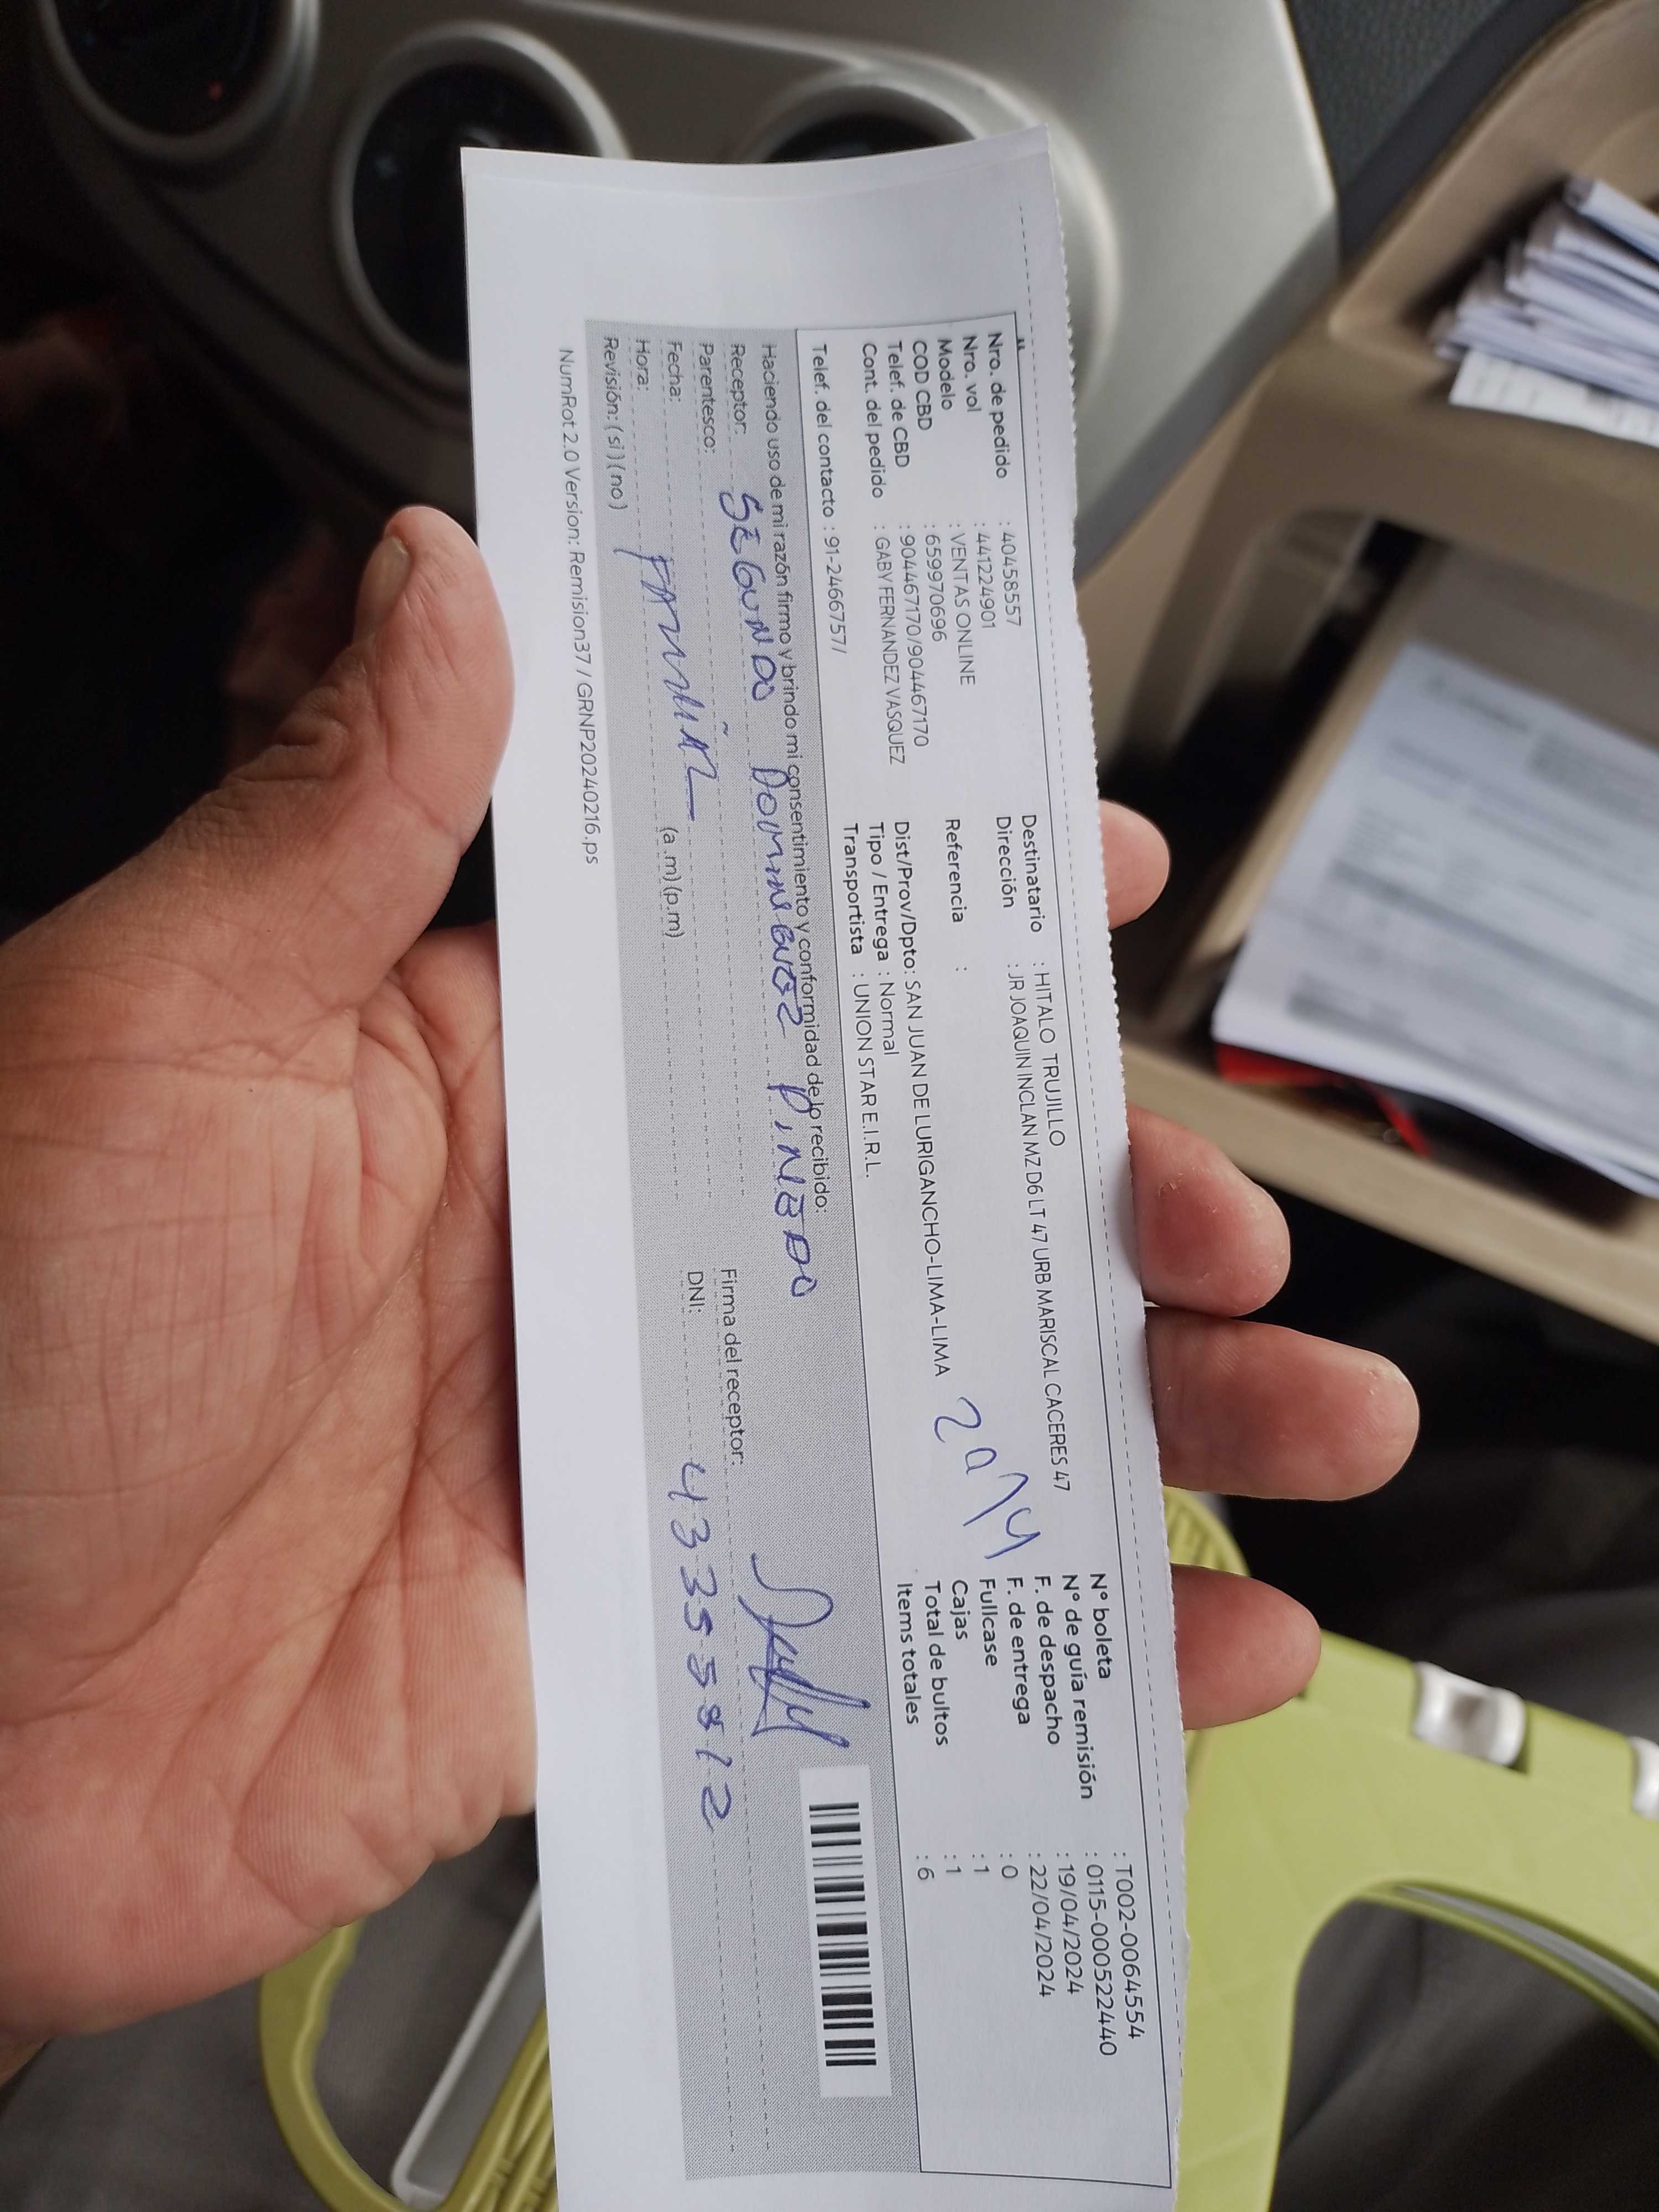 Nro. de pedido : 40458557
Nro. vol : 441224901
Modelo : VENTAS ONLINE
COD CBD : 6599970696
Telef. de CBD : 904467170/904467170
Cont. del pedido : GABY FERNANDEZ VASQUEZ
Telef. del contacto : 91-2466757/
Destinatario : HITALO TRUJILLO
Dirección : JR JOAQUIN INCLAN MZ D6 LT 47 URB MARISCAL CACERES 47
Referencia :
Dist/Prov/Dpto: SAN JUAN DE LURIGANCHO-LIMA-LIMA
Tipo / Entrega : Normal
Transportista : UNION STAR E.I.R.L.
N° boleta : T002-0064554
N° de guía remisión : 0115-000522440
F. de despacho : 19/04/2024
F. de entrega : 22/04/2024
Fullcase : 0
Cajas : 1
Total de bultos : 1
Items totales : 6
Haciendo uso de mi razón firmo y brindo mi consentimiento y conformidad de lo recibido:
Receptor: SEGUNDO DOMINGUEZ PINEDO
Parentesco: FAMILIAR
Fecha:
Hora: (a .m) (p.m)
Revisión: (si) (no)
Firma del receptor:
DNI: 43355812
NumRot 2.0 Version: Remision37 / GRNP20240216.ps